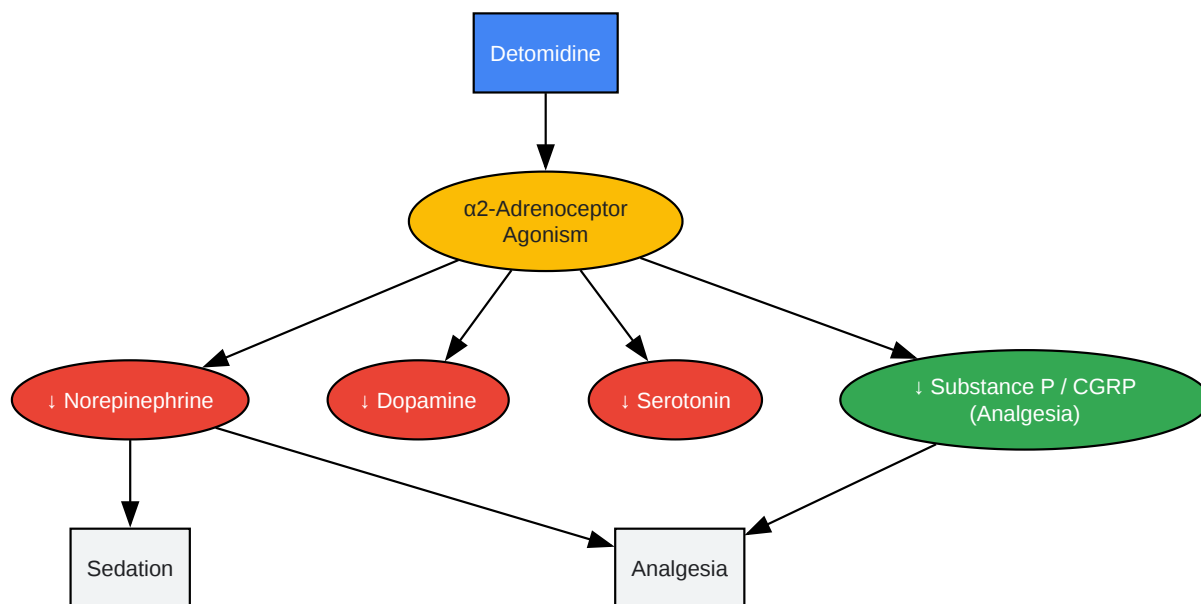 Detomidine
α2-Adrenoceptor
Agonism
↓ Norepinephrine
↓ Dopamine
↓ Serotonin
↓ Substance P / CGRP
(Analgesia)
Sedation
Analgesia